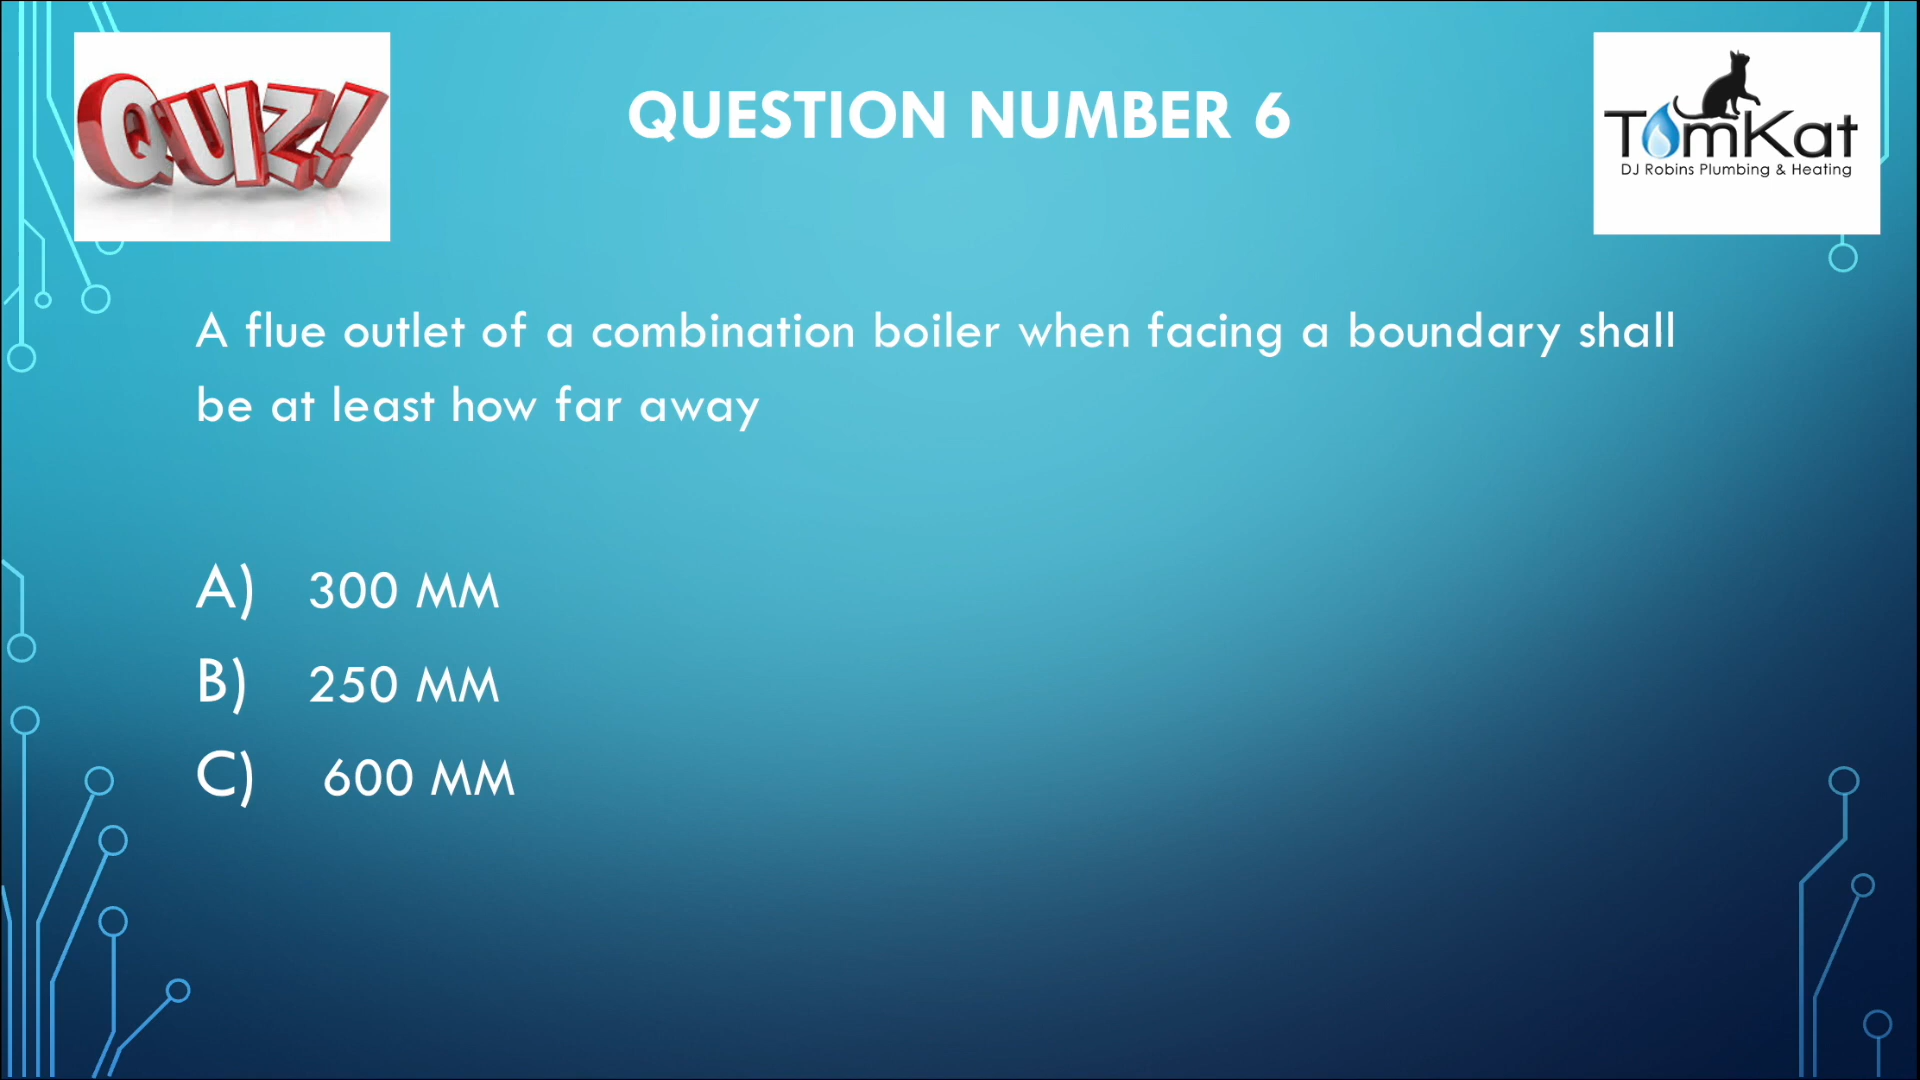 QUIZ!
QUESTION NUMBER 6
TomKat
DJ Robins Plumbing & Heating
A flue outlet of a combination boiler when facing a boundary shall
be at least how far away
A) 300 MM
B) 250 MM
C) 600 MM